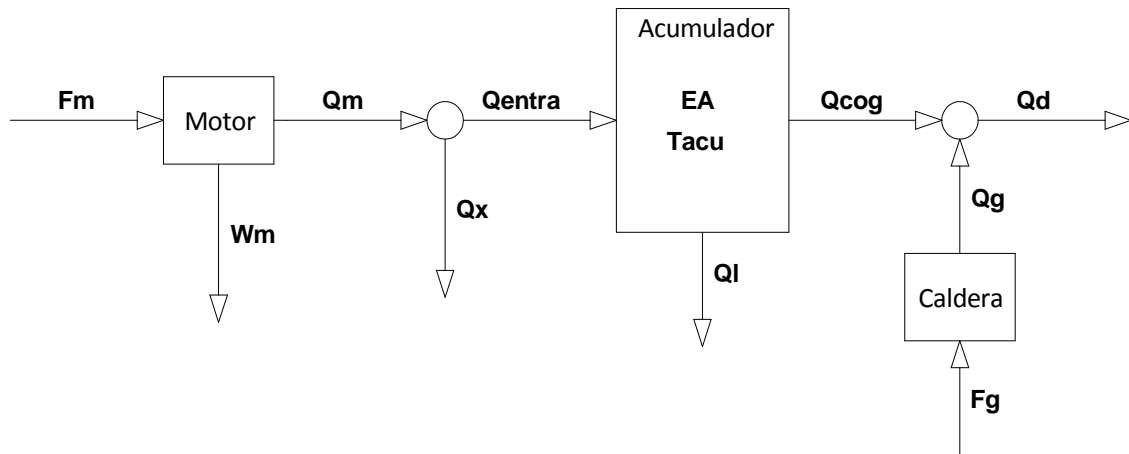 Acumulador
Fm
Motor
Qm
Qentra
EA
Tacu
Qcog
Qd
Wm
Qx
Ql
Qg
Caldera
Fg